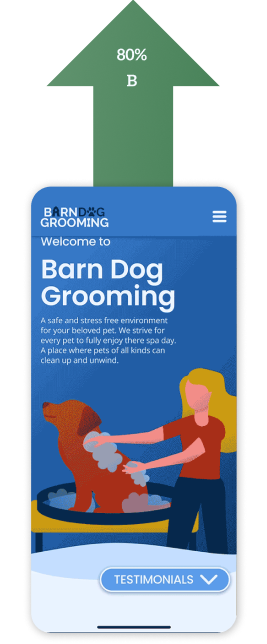 80%
B
BARNDOG
GROOMING
Welcome to
Barn Dog
Grooming
A safe and stress free environment
for your beloved pet. We strive for
every pet to fully enjoy there spa day.
A place where pets of all kinds can
clean up and unwind.
TESTIMONIALS